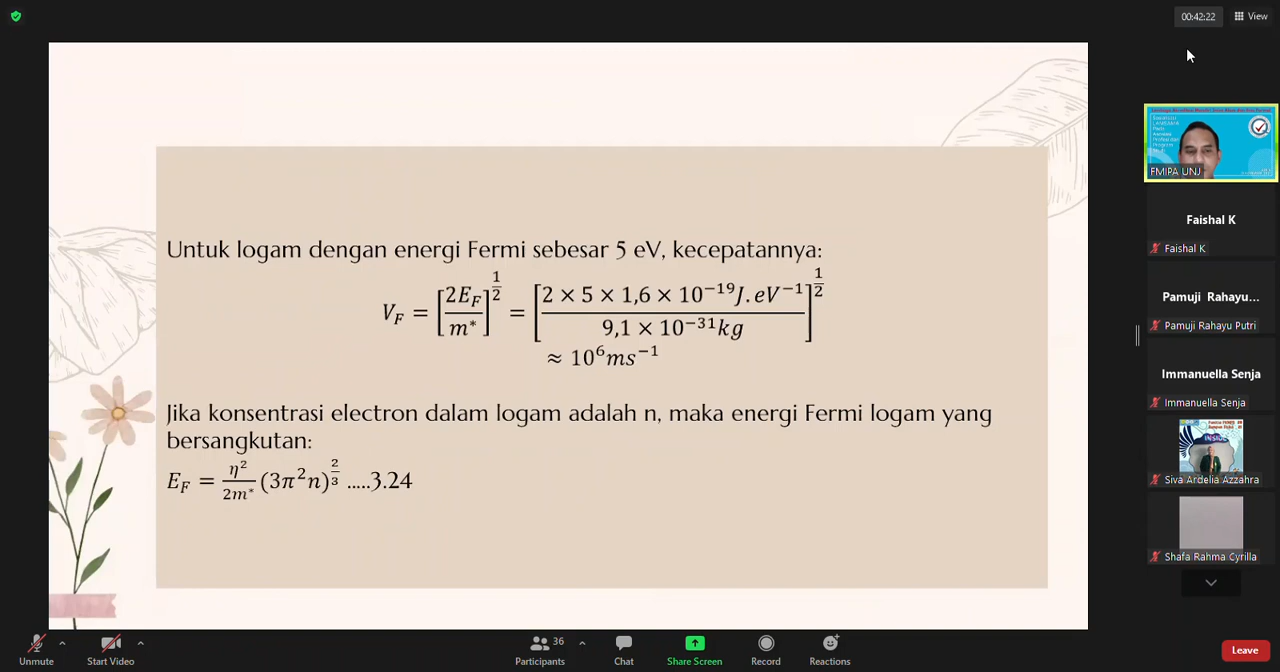 00:42:22
View
FMIPA UNJ
Untuk logam dengan energi Fermi sebesar 5 eV, kecepatannya:
V_F = [2E_F / m*]^(1/2) = [2 × 5 × 1,6 × 10^−19 J.eV^−1 / 9,1 × 10^−31 kg]^(1/2)
≈ 10^6 ms^−1
Jika konsentrasi electron dalam logam adalah n, maka energi Fermi logam yang
bersangkutan:
E_F = η^2 / 2m* (3π^2 n)^(2/3) .....3.24
Faishal K
Faishal K
Pamuji Rahayu...
Pamuji Rahayu Putri
Immanuella Senja
Immanuella Senja
INSIDE
Siva Ardelia Azzahra
Shafa Rahma Cyrilla
Unmute
Start Video
36
Participants
Chat
Share Screen
Record
Reactions
Leave